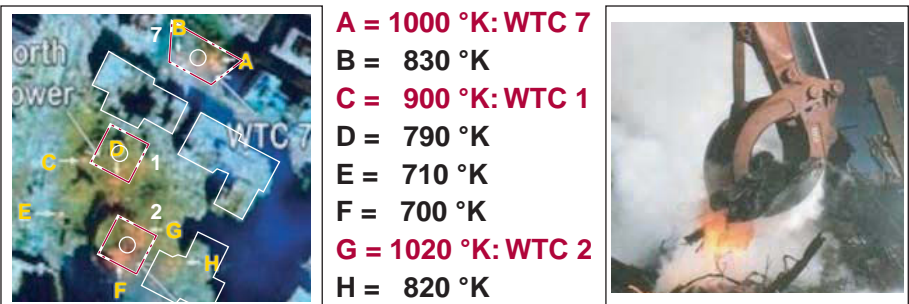 B
7
orth
A
ower
WTC 7
D
C
1
E
2
G
H
F
A = 1000 °K: WTC 7
B = 830 °K
C = 900 °K: WTC 1
D = 790 °K
E = 710 °K
F = 700 °K
G = 1020 °K: WTC 2
H = 820 °K